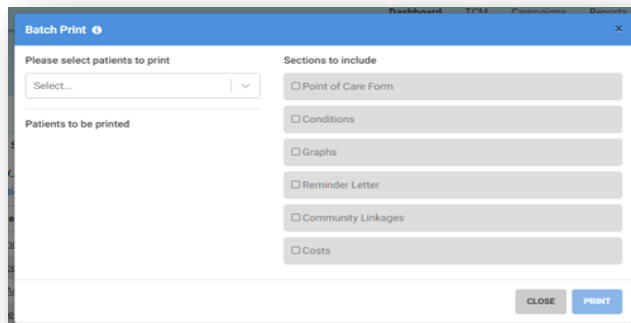 Dashboard TCM Campaigns Reports
Batch Print
×
Please select patients to print
Select...
Patients to be printed
Sections to include
Point of Care Form
Conditions
Graphs
Reminder Letter
Community Linkages
Costs
CLOSE PRINT